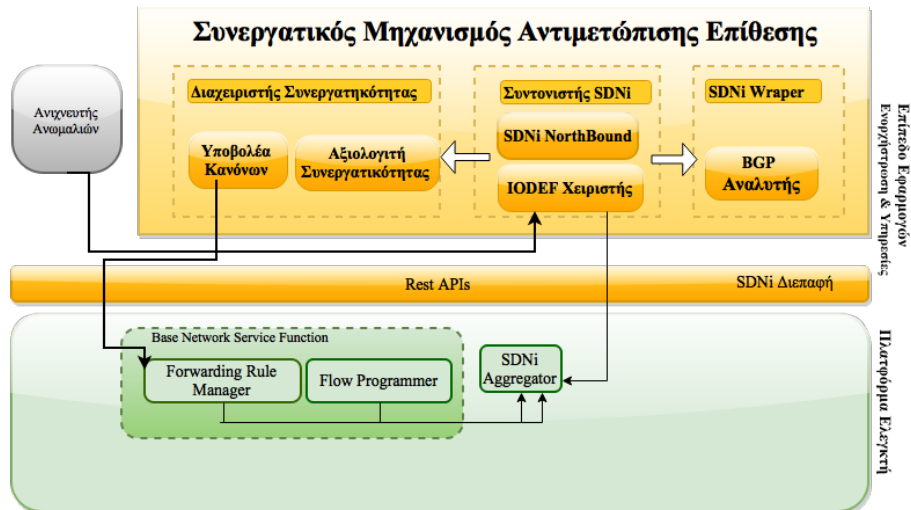 Συνεργατικός Μηχανισμός Αντιμετώπισης Επίθεσης
Ανιχνευτής
Ανωμαλιών
Διαχειριστής Συνεργατηκότητας
Υποβολέα
Κανόνων
Αξιολογιτή
Συνεργατικότητας
Συντονιστής SDNi
SDNi NorthBound
IODEF Χειριστής
SDNi Wraper
BGP
Αναλυτής
Επίπεδο Εφαρμογών
Ενορχήστρωση & Υπηρεσίες
Rest APIs
SDNi Διεπαφή
Base Network Service Function
Forwarding Rule
Manager
Flow Programmer
SDNi
Aggregator
Πλατφόρμα Ελεγκτή